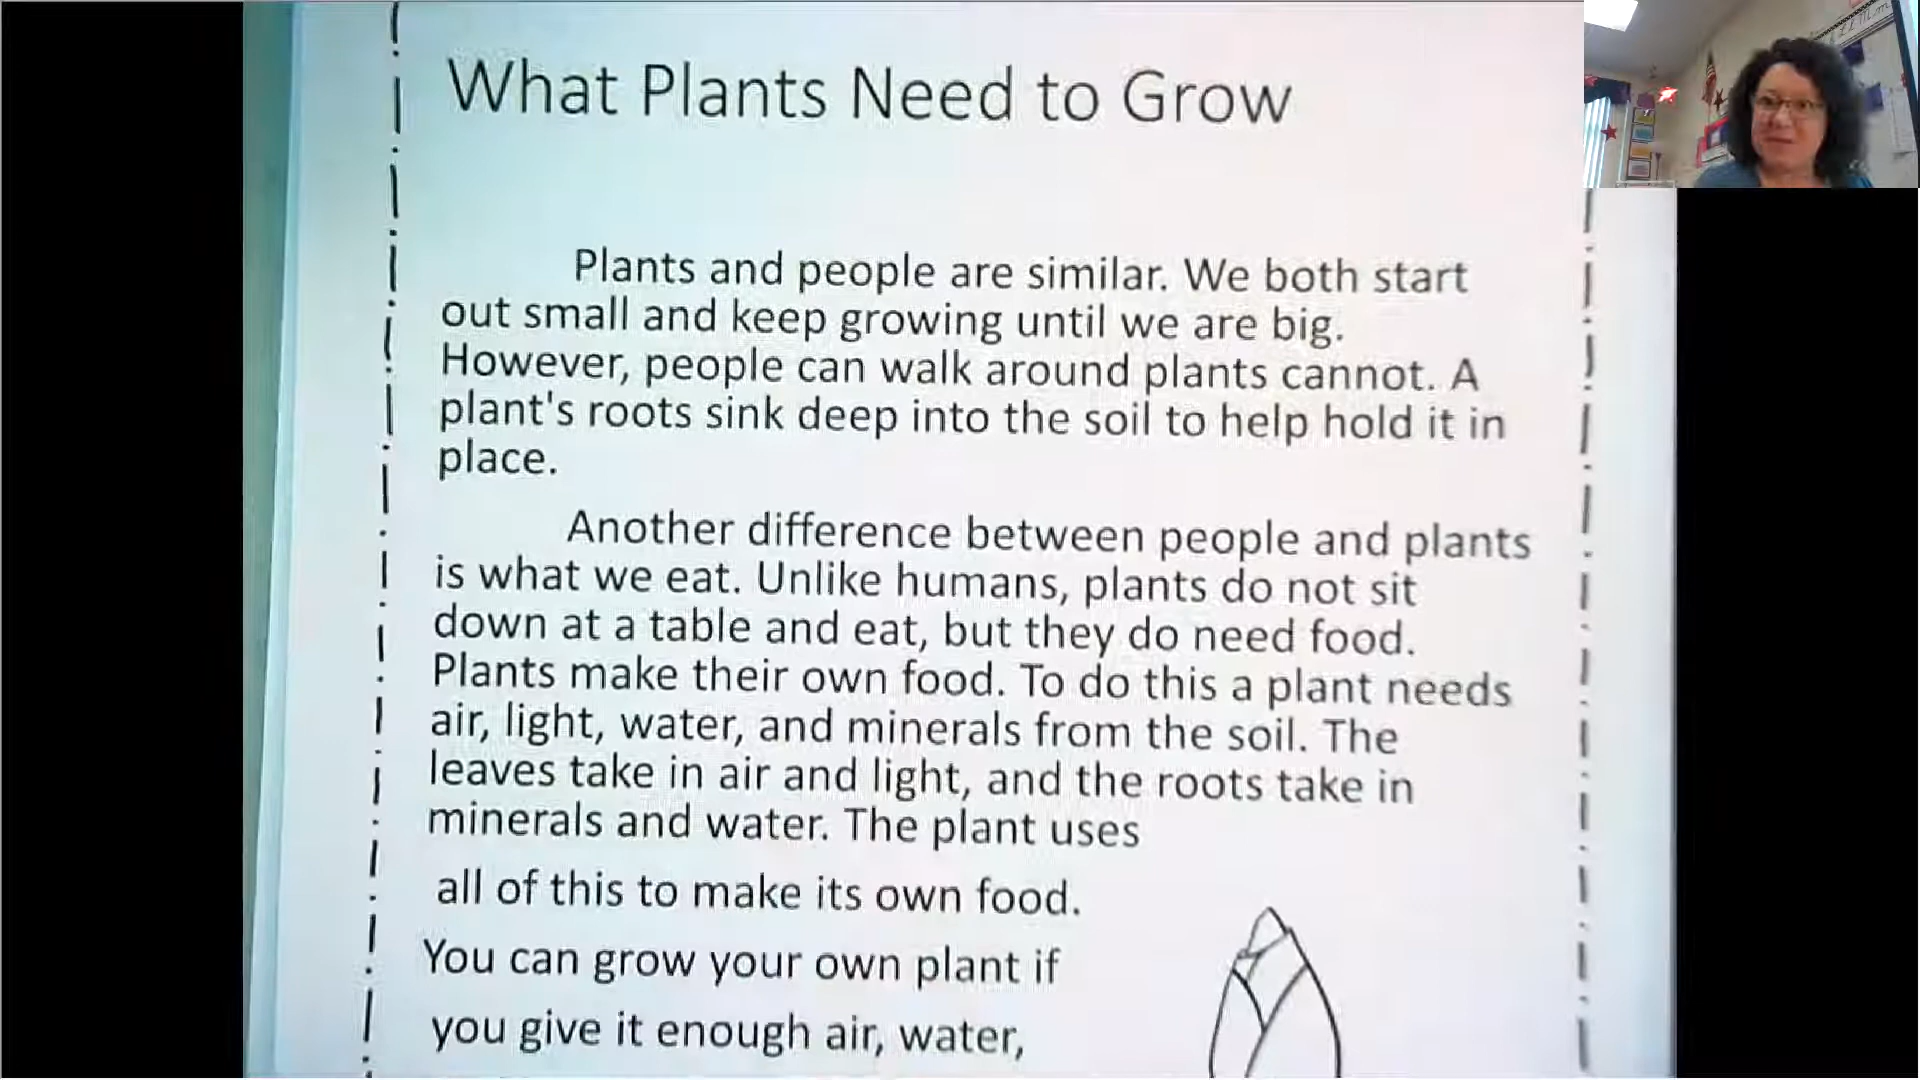 What Plants Need to Grow
Plants and people are similar. We both start
out small and keep growing until we are big.
However, people can walk around plants cannot. A
plant's roots sink deep into the soil to help hold it in
place.
Another difference between people and plants
is what we eat. Unlike humans, plants do not sit
down at a table and eat, but they do need food.
Plants make their own food. To do this a plant needs
air, light, water, and minerals from the soil. The
leaves take in air and light, and the roots take in
minerals and water. The plant uses
all of this to make its own food.
You can grow your own plant if
you give it enough air, water,